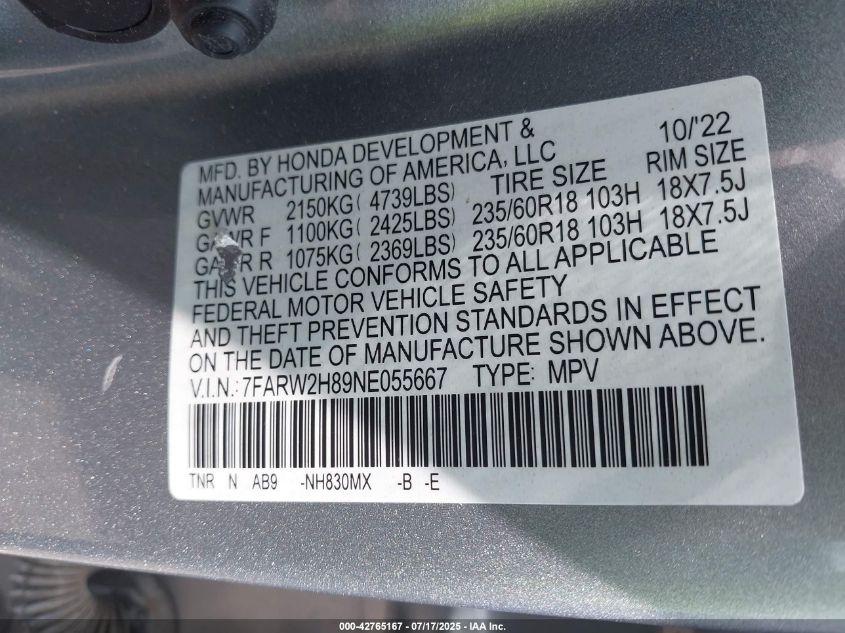 MFD. BY HONDA DEVELOPMENT & 10/'22
MANUFACTURING OF AMERICA, LLC
TIRE SIZE RIM SIZE
GVWR 2150KG( 4739LBS)
GAWR F 1100KG( 2425LBS) 235/60R18 103H 18X7.5J
GAWR R 1075KG( 2369LBS) 235/60R18 103H 18X7.5J
THIS VEHICLE CONFORMS TO ALL APPLICABLE
FEDERAL MOTOR VEHICLE SAFETY
AND THEFT PREVENTION STANDARDS IN EFFECT
ON THE DATE OF MANUFACTURE SHOWN ABOVE.
V.I.N.: 7FARW2H89NE055667 TYPE: MPV
TNR N AB9 -NH830MX -B -E
000-42765167 - 07/17/2025 - IAA Inc.